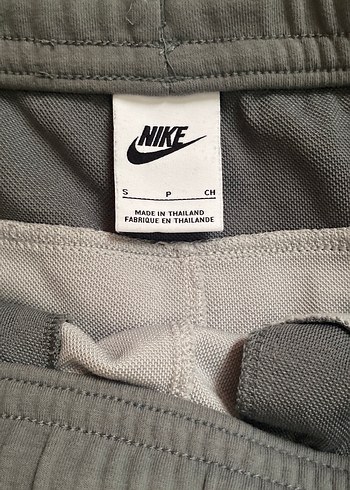 NIKE
S P CH
MADE IN THAILAND
FABRIQUE EN THAILANDE